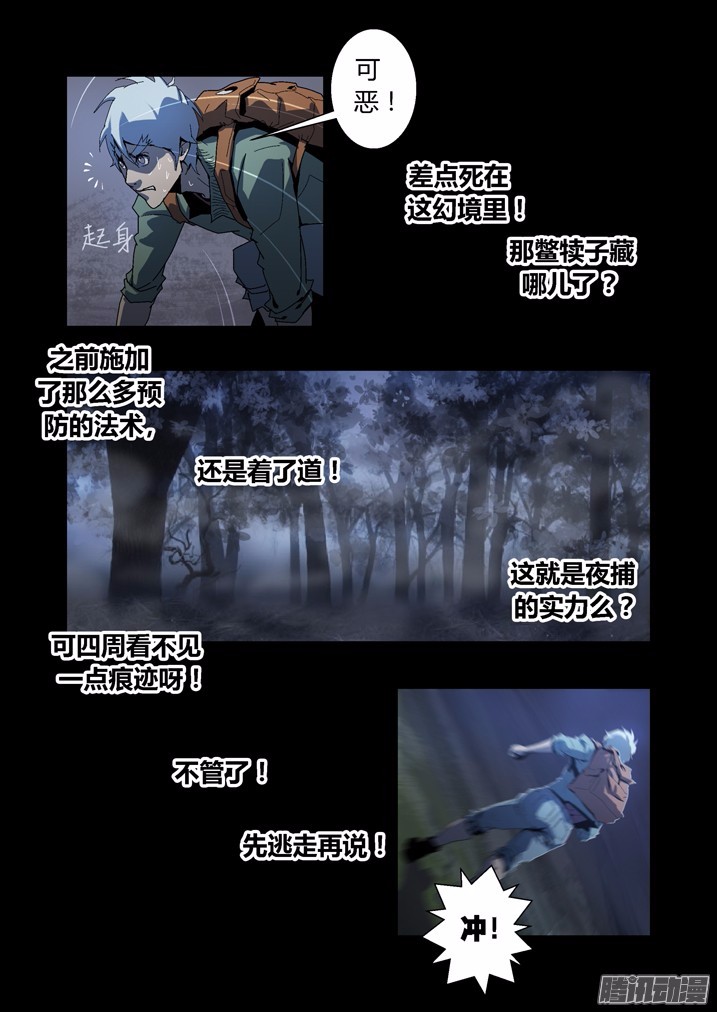 可
恶！
起身
差点死在
这幻境里！
那鳖犊子藏
哪儿了？
之前施加
了那么多预
防的法术，
还是着了道！
这就是夜捕
的实力么？
可四周看不见
一点痕迹呀！
不管了！
先逃走再说！
腾讯动漫